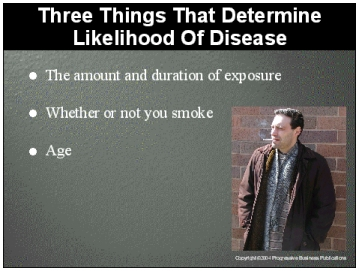 Three Things That Determine
Likelihood Of Disease
The amount and duration of exposure
Whether or not you smoke
Age
Copyright ©2004 Progressive Business Publications